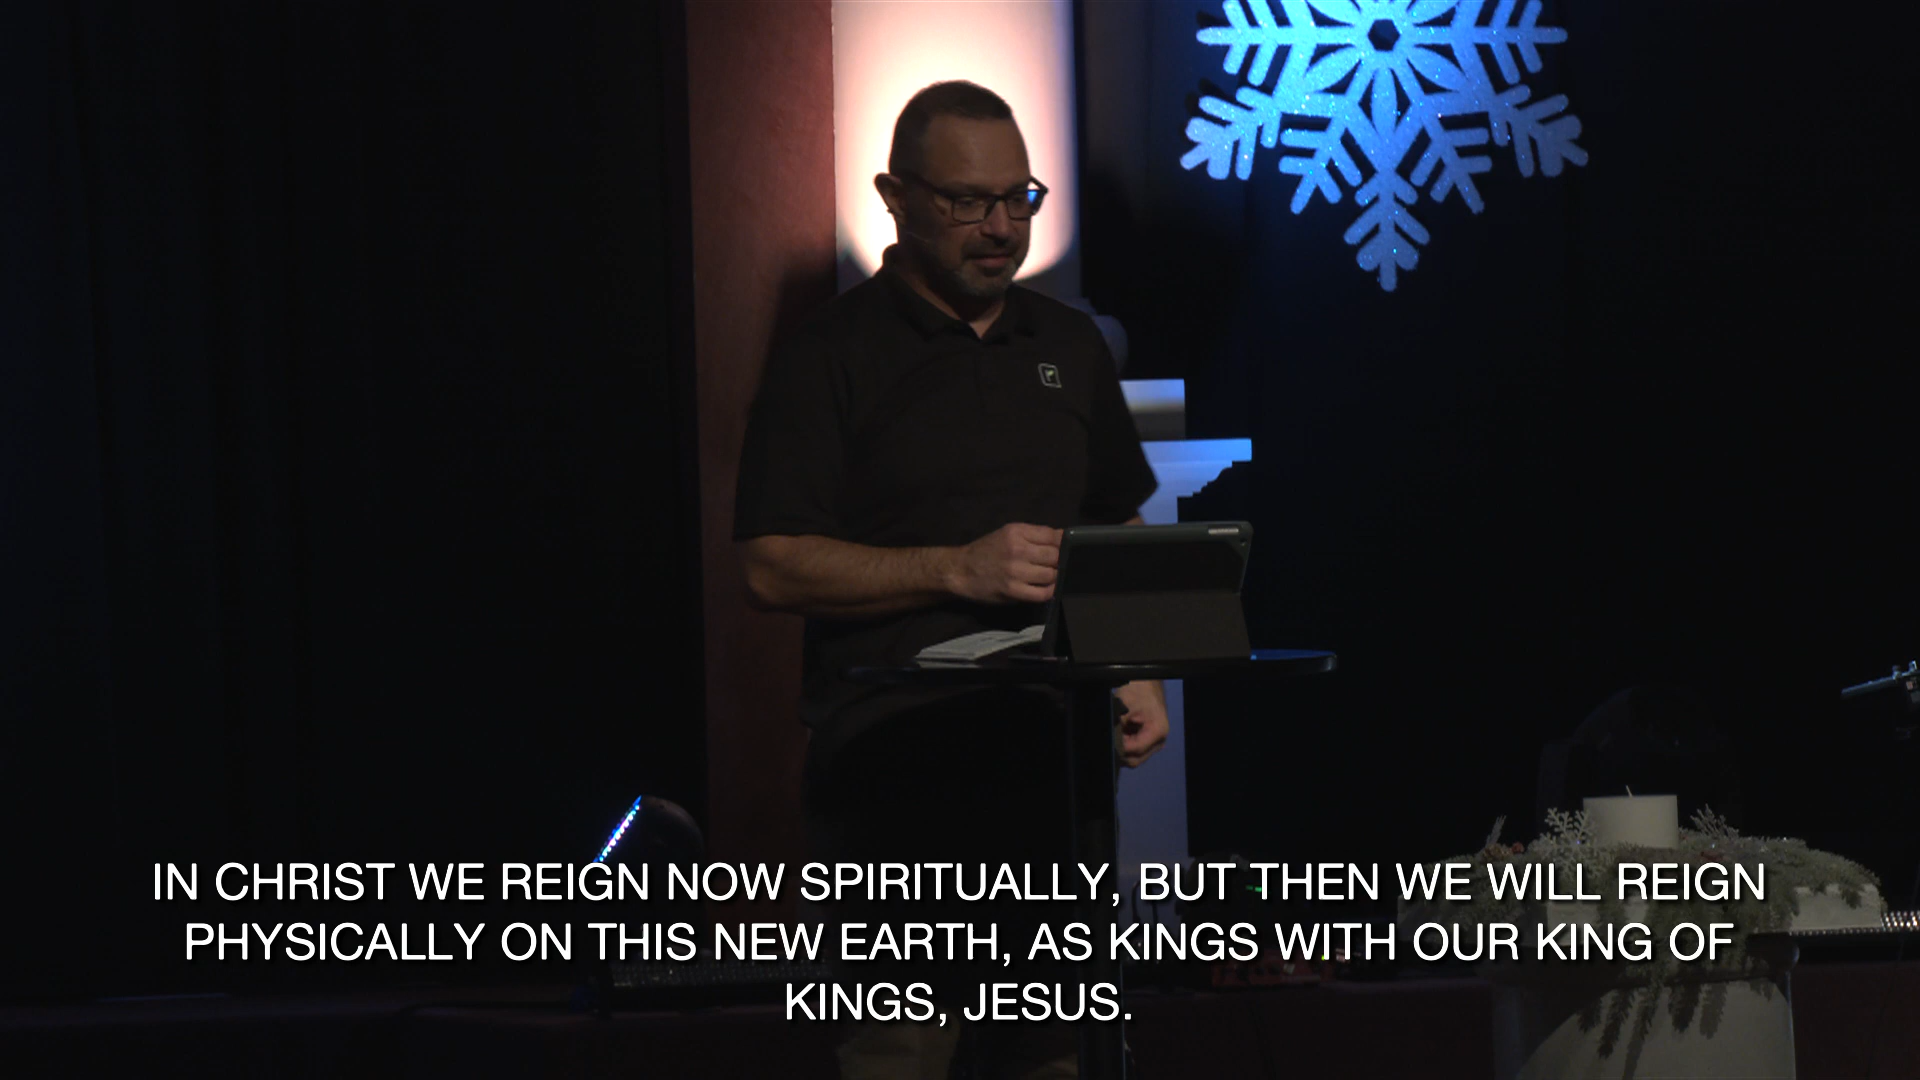 IN CHRIST WE REIGN NOW SPIRITUALLY, BUT THEN WE WILL REIGN
PHYSICALLY ON THIS NEW EARTH, AS KINGS WITH OUR KING OF
KINGS, JESUS.